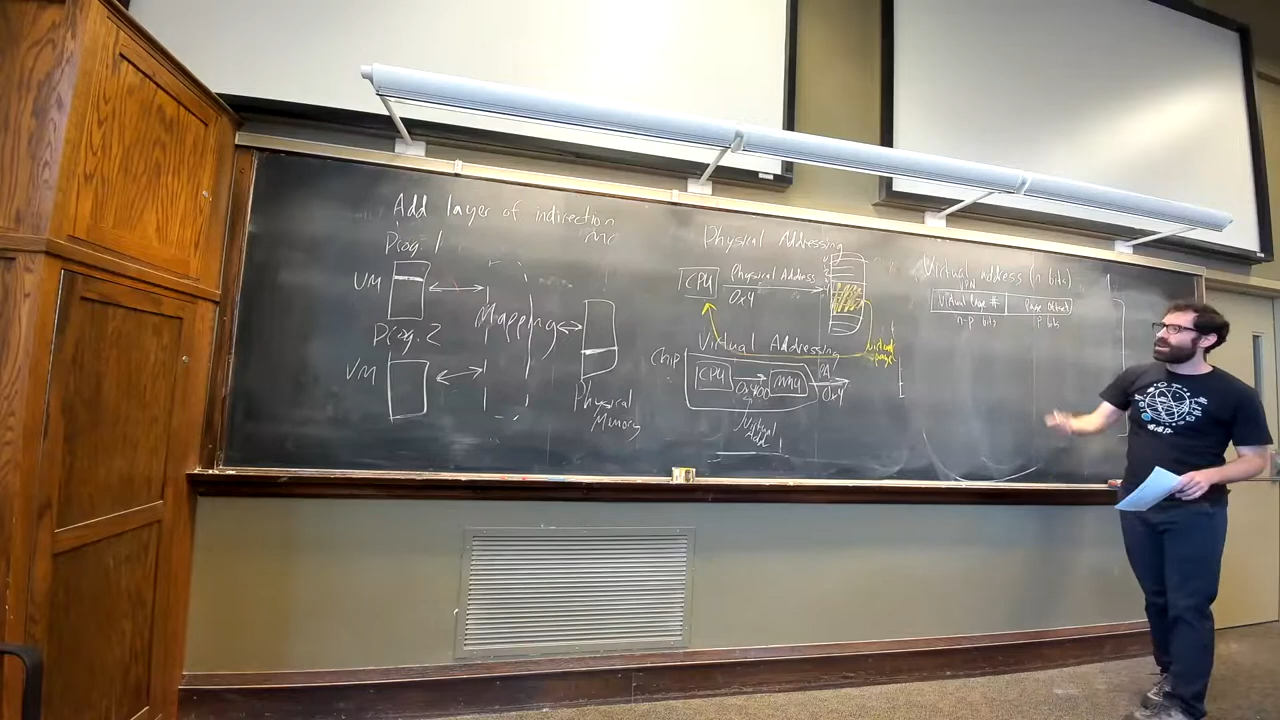 Add layer of indirection
Prog. 1
VM
Prog. 2
VM
Mapping
Physical
Memory
Physical Addressing
CPU
Physical Address
0x4
Virtual
page
Virtual Addressing
Chip
CPU
0x400
MMU
PA
0x4
Virtual
Add
Virtual address (n bits)
VPN
Virtual Page #
Page Offset
n-p bits
p bits